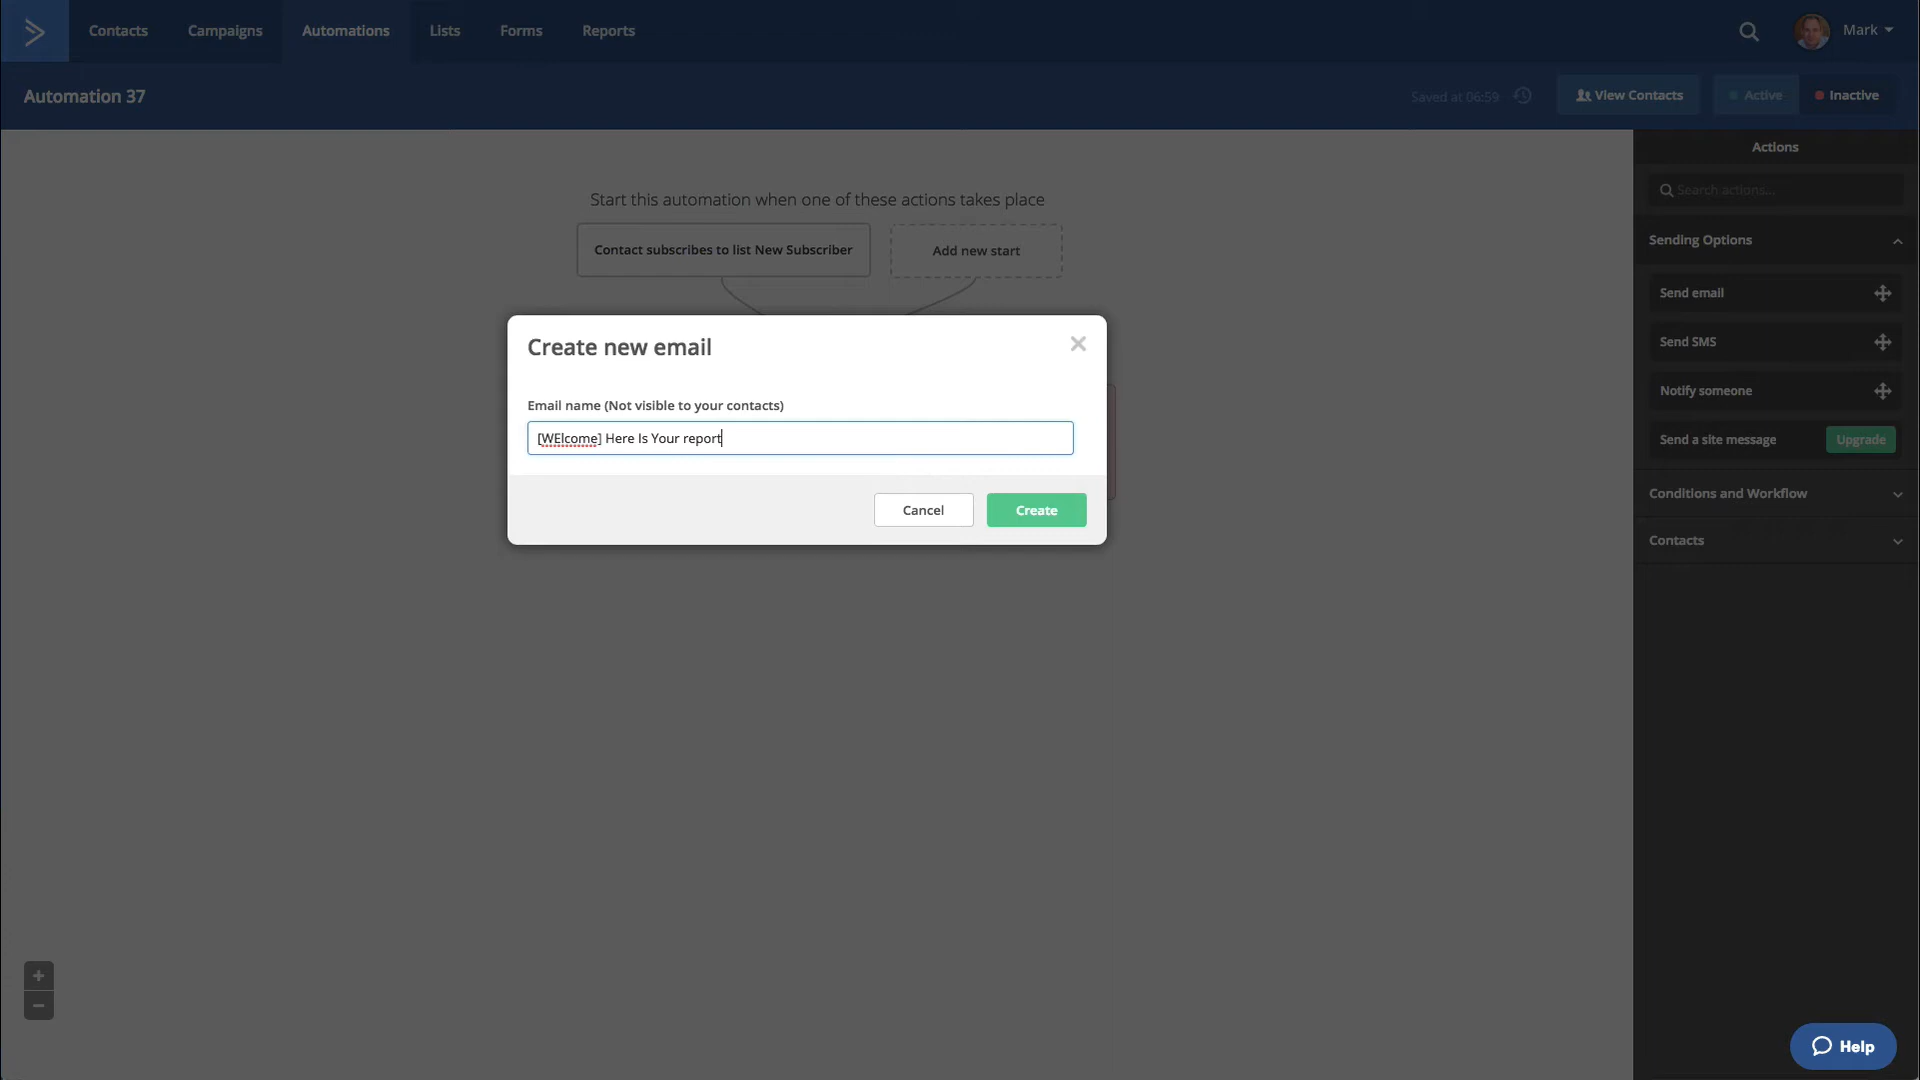 Contacts Campaigns Automations Lists Forms Reports Mark
Automation 37 Saved at 06:59 View Contacts Active Inactive
Actions
Search actions...
Start this automation when one of these actions takes place
Contact subscribes to list New Subscriber Add new start
Sending Options
Send email
Send SMS
Notify someone
Send a site message Upgrade
Conditions and Workflow
Contacts
Create new email
Email name (Not visible to your contacts)
[WElcome] Here Is Your report
Cancel Create
Help